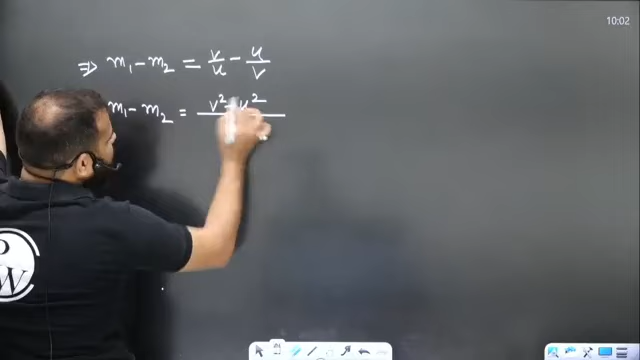 10:02
⇒ m₁ − m₂ = v/u − u/v
m₁ − m₂ = v² − u²
P
W